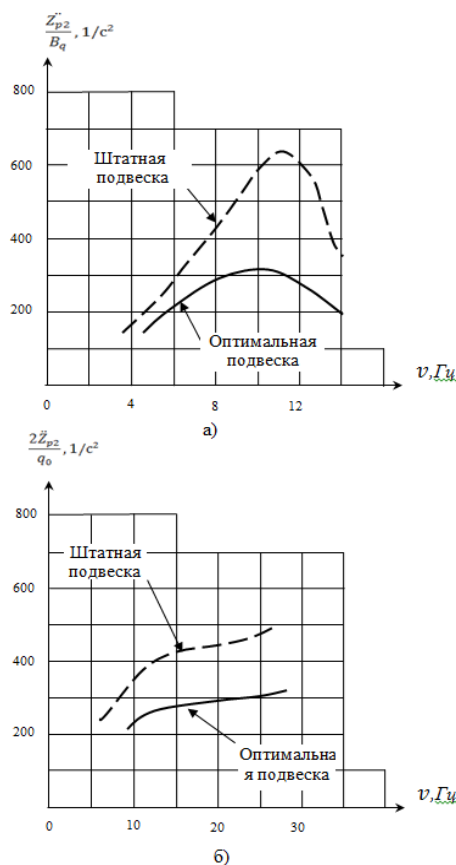 Z̈p2/Bq, 1/c²
800
600
Штатная
подвеска
400
200
Оптимальная
подвеска
0
4
8
12
v,Гц
а)
2Z̈p2/q0, 1/c²
800
Штатная
подвеска
600
400
200
Оптимальна
я подвеска
0
10
20
30
v,Гц
б)